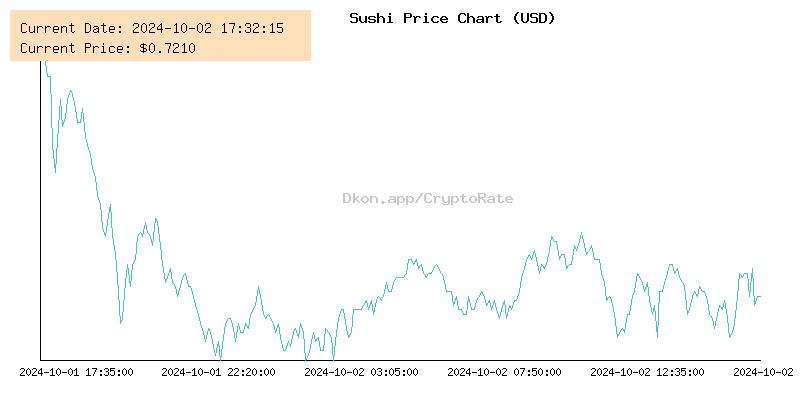 Sushi Price Chart (USD)
Current Date: 2024-10-02 17:32:15
Current Price: $0.7210
Dkon.app/CryptoRate
2024-10-01 17:35:00 2024-10-01 22:20:00 2024-10-02 03:05:00 2024-10-02 07:50:00 2024-10-02 12:35:00 2024-10-02